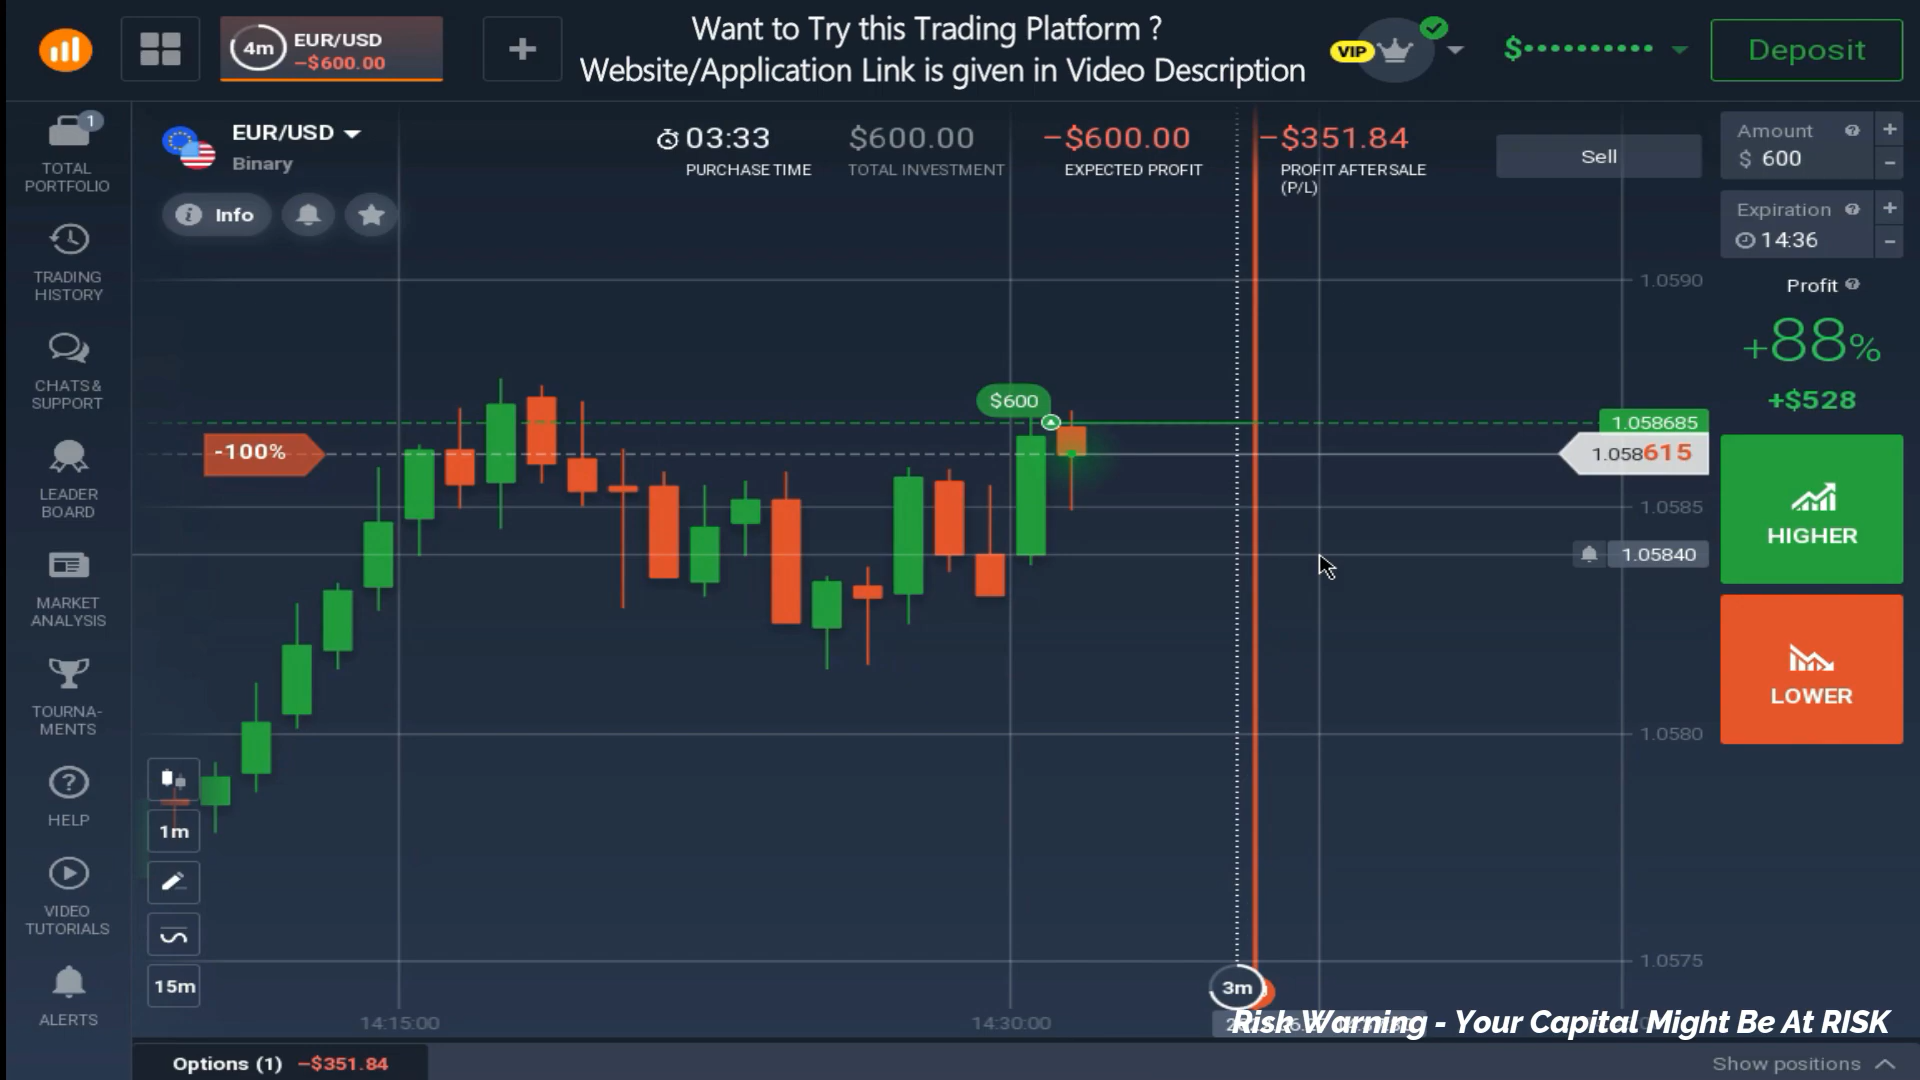 4m
EUR/USD
−$600.00
Want to Try this Trading Platform ?
Website/Application Link is given in Video Description
VIP
$••••••••••
Deposit
1
TOTAL
PORTFOLIO
TRADING
HISTORY
CHATS &
SUPPORT
LEADER
BOARD
MARKET
ANALYSIS
TOURNA-
MENTS
HELP
VIDEO
TUTORIALS
ALERTS
EUR/USD
Binary
Info
03:33
PURCHASE TIME
$600.00
TOTAL INVESTMENT
−$600.00
EXPECTED PROFIT
−$351.84
PROFIT AFTER SALE
(P/L)
Sell
Amount
$ 600
+
-
Expiration
14:36
+
-
Profit
+88%
+$528
HIGHER
LOWER
1.0590
1.058685
1.058615
1.0585
1.05840
1.0580
1.0575
-100%
$600
1m
15m
3m
14:15:00
14:30:00
Risk Warning - Your Capital Might Be At RISK
Options (1) −$351.84
Show positions